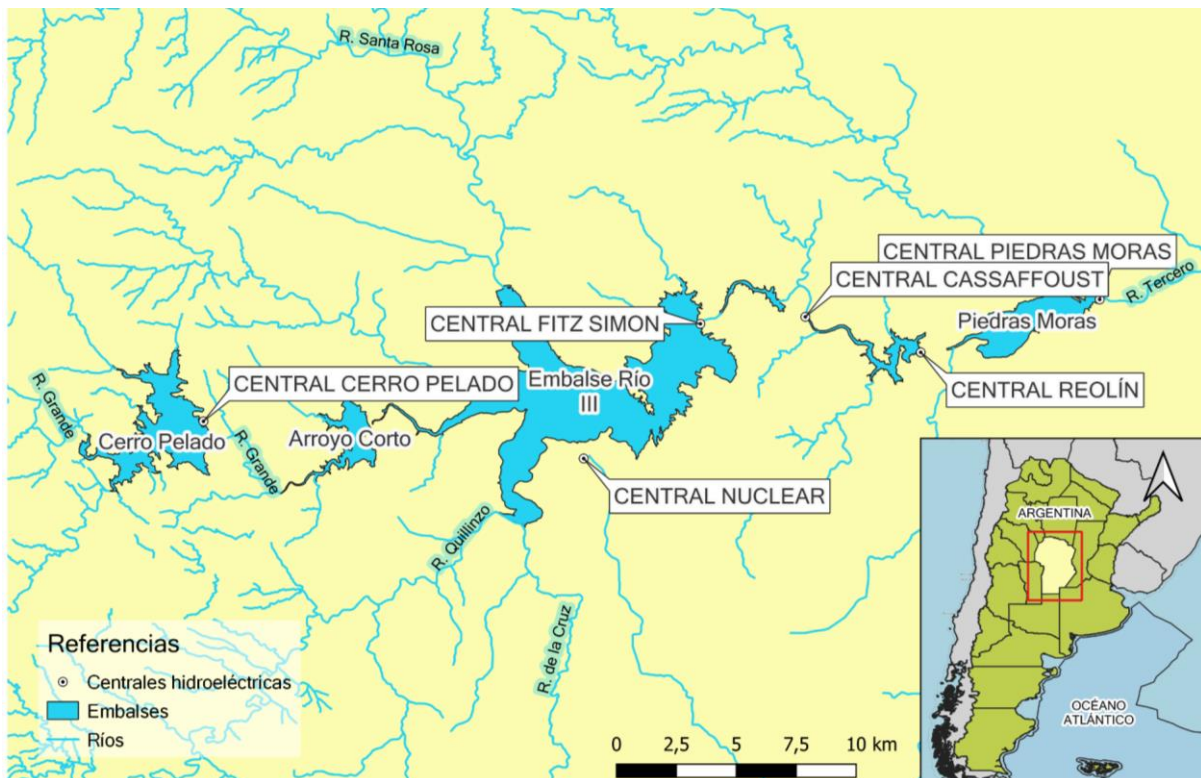 R. Santa Rosa
CENTRAL PIEDRAS MORAS
CENTRAL CASSAFFOUST
R. Tercero
CENTRAL FITZ SIMON
Piedras Moras
CENTRAL CERRO PELADO
Embalse Río
III
CENTRAL REOLÍN
R. Grande
Cerro Pelado
R. Grande
Arroyo Corto
CENTRAL NUCLEAR
R. Quillinzo
R. de la Cruz
ARGENTINA
OCÉANO
ATLÁNTICO
Referencias
Centrales hidroeléctricas
Embalses
Ríos
0 2,5 5 7,5 10 km